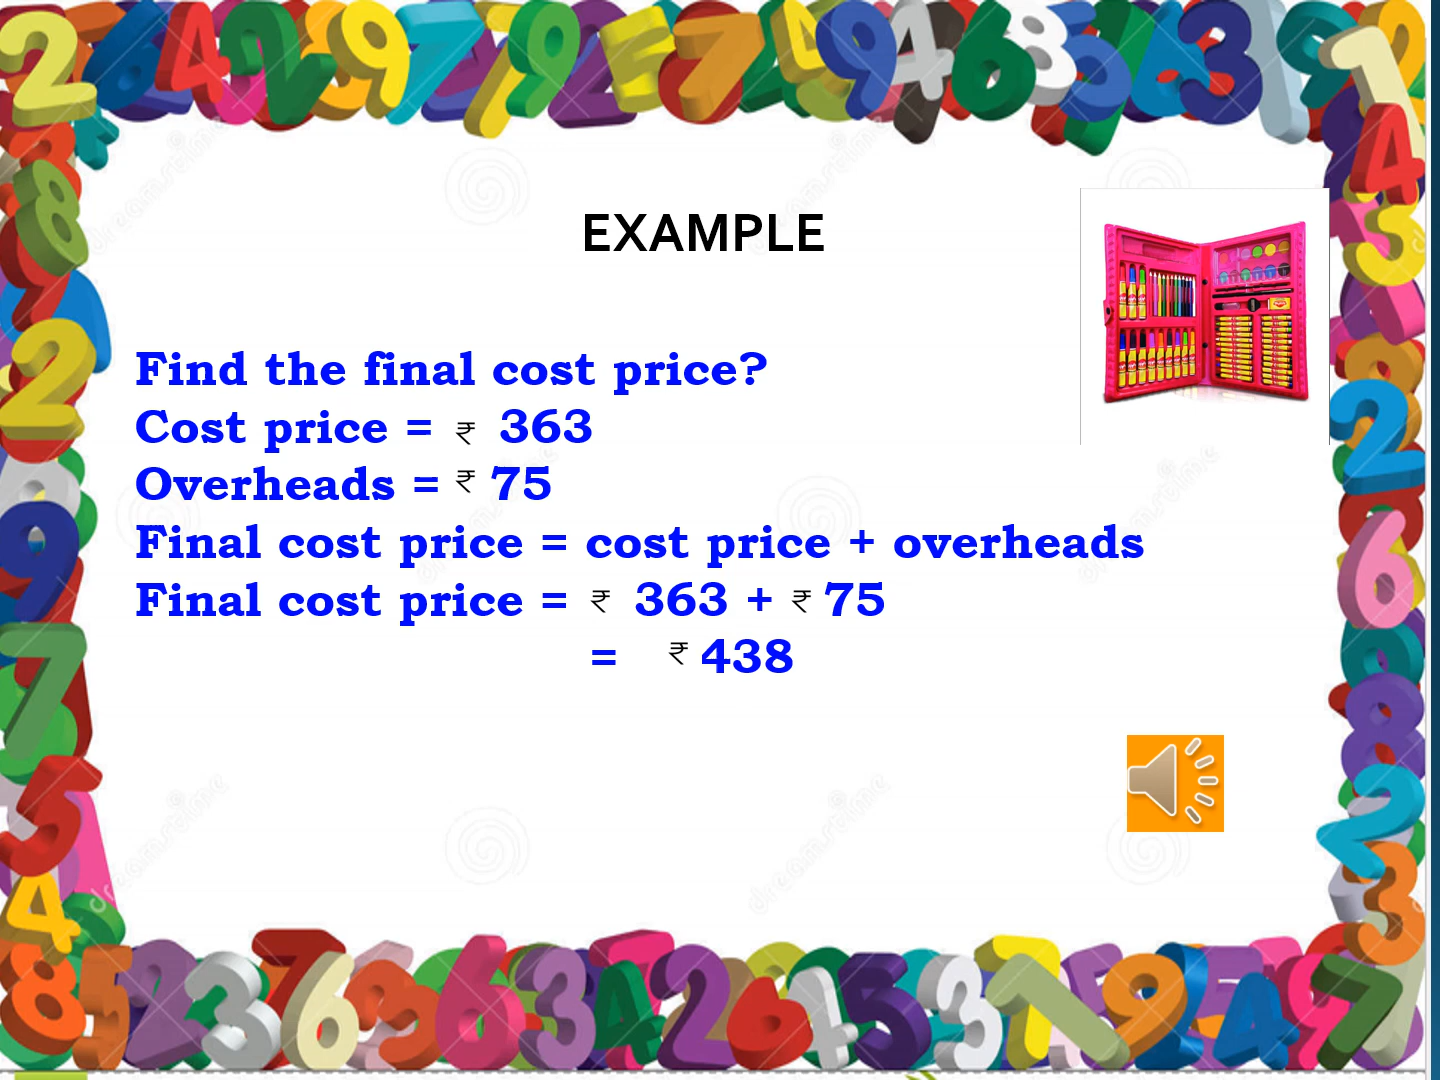 EXAMPLE
Find the final cost price?
Cost price = ₹ 363
Overheads = ₹ 75
Final cost price = cost price + overheads
Final cost price = ₹ 363 + ₹ 75
= ₹ 438
dreamstime